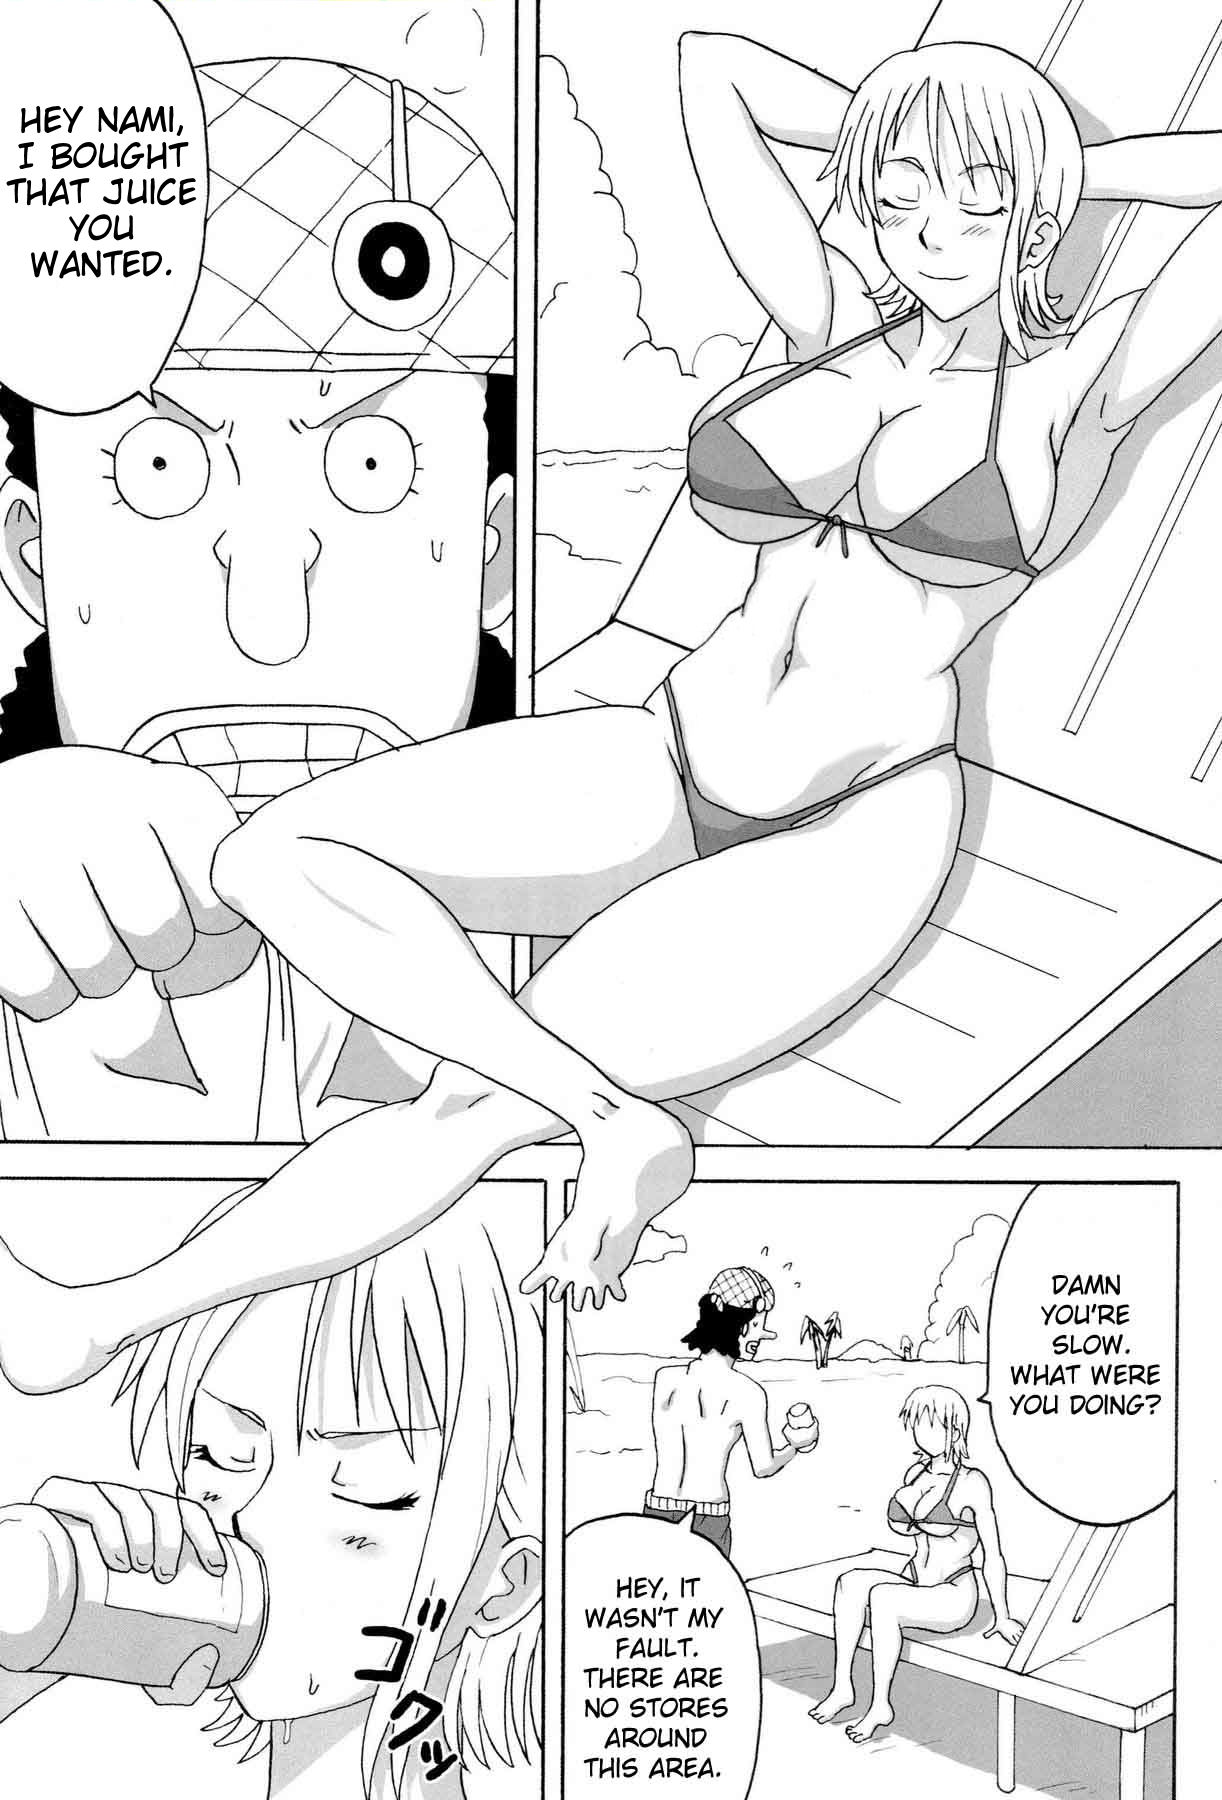 HEY NAMI,
I BOUGHT
THAT JUICE
YOU
WANTED.
DAMN
YOU'RE
SLOW.
WHAT WERE
YOU DOING?
HEY, IT
WASN'T MY
FAULT.
THERE ARE
NO STORES
AROUND
THIS AREA.
ゴクッ